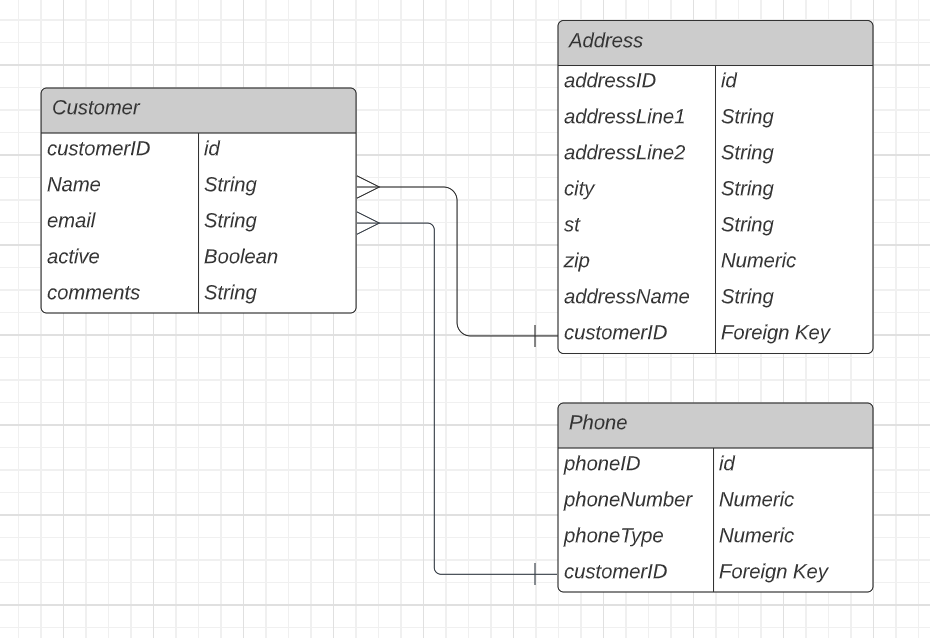 Customer
customerID id
Name String
email String
active Boolean
comments String
Address
addressID id
addressLine1 String
addressLine2 String
city String
st String
zip Numeric
addressName String
customerID Foreign Key
Phone
phoneID id
phoneNumber Numeric
phoneType Numeric
customerID Foreign Key